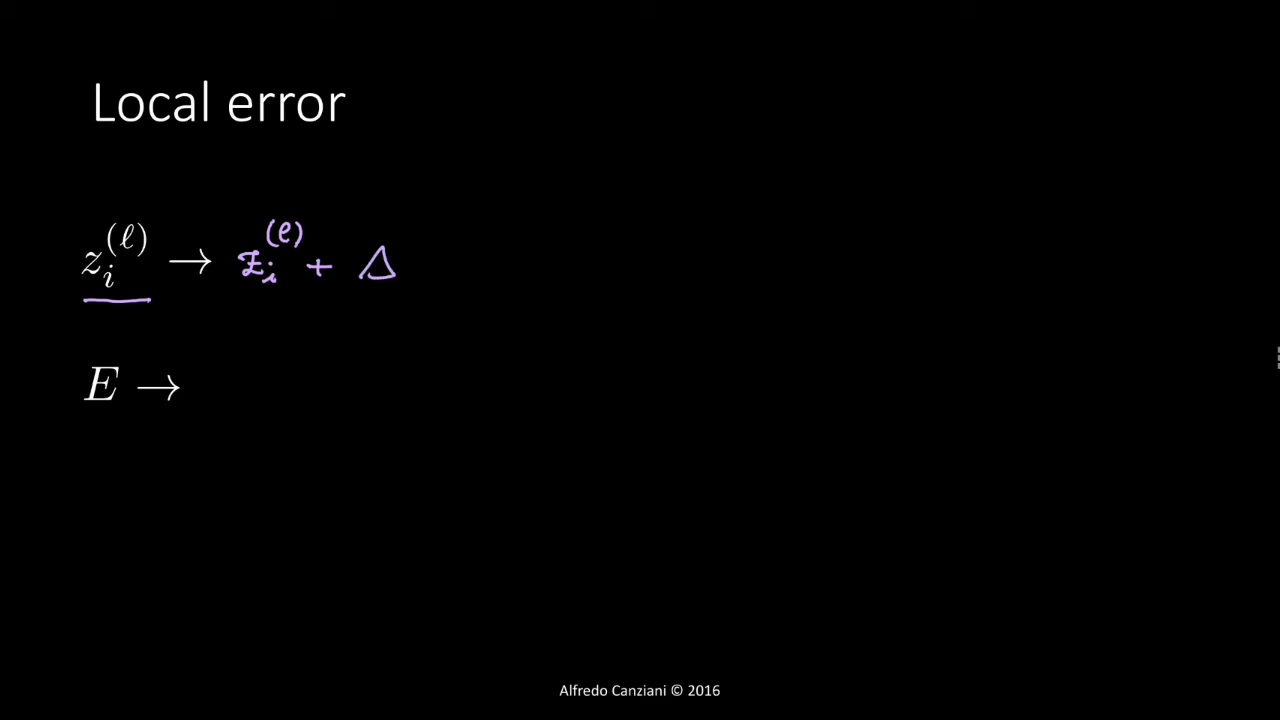 Local error
z_i^{(ℓ)} → z_i^{(ℓ)} + Δ
E →
Alfredo Canziani © 2016